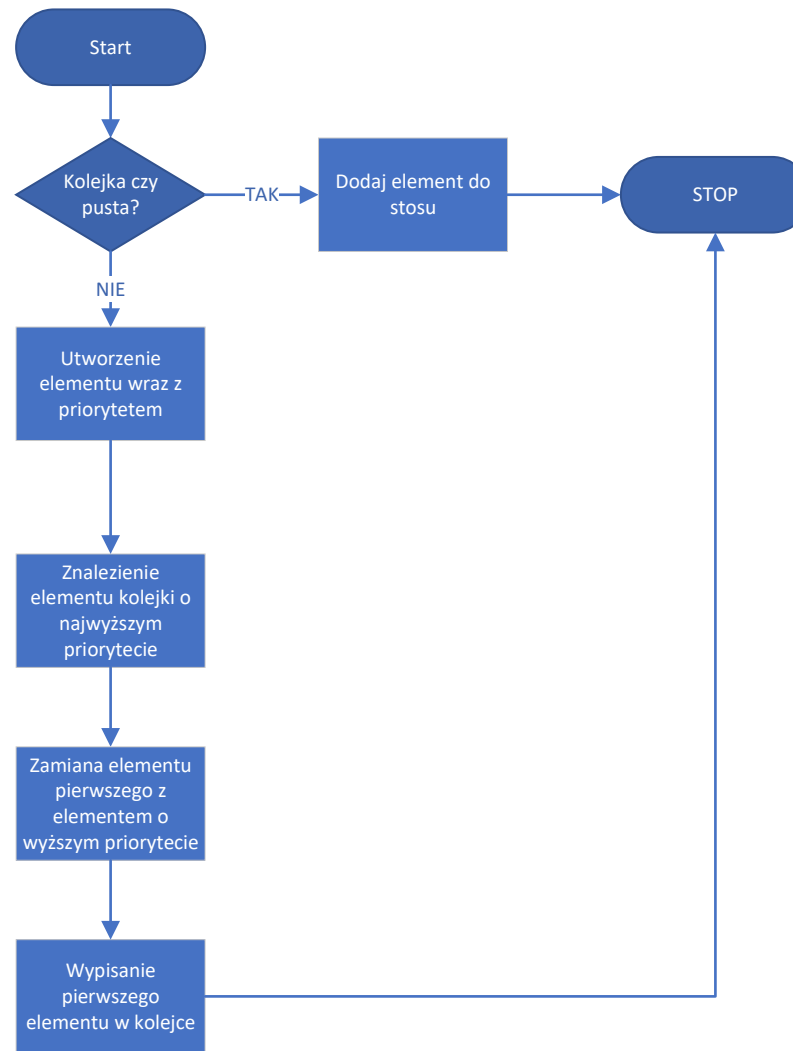 Start
Kolejka czy
pusta?
TAK
Dodaj element do
stosu
STOP
NIE
Utworzenie
elementu wraz z
priorytetem
Znalezienie
elementu kolejki o
najwyższym
priorytecie
Zamiana elementu
pierwszego z
elementem o
wyższym priorytecie
Wypisanie
pierwszego
elementu w kolejce